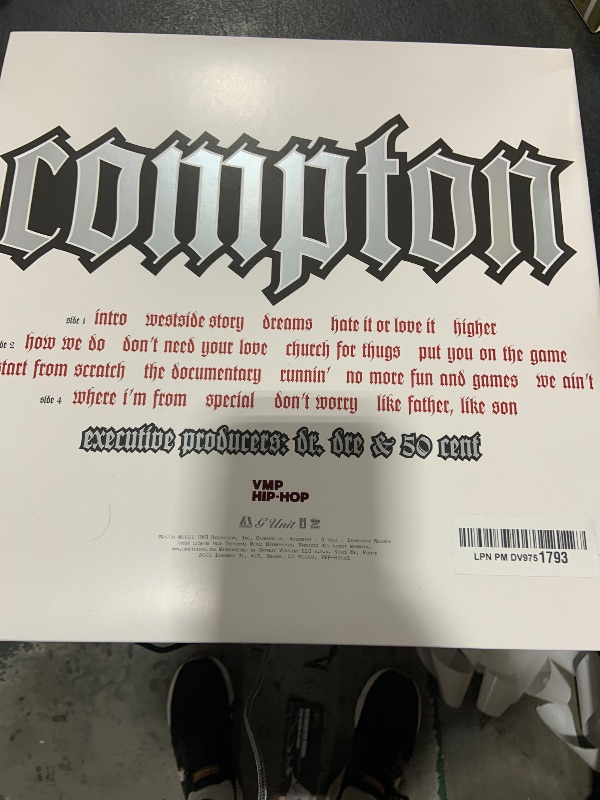 compton
side 1 intro westside story dreams hate it or love it higher
side 2 how we do don't need your love church for thugs put you on the game
start from scratch the documentary runnin' no more fun and games we ain't
side 4 where i'm from special don't worry like father, like son
executive producers: dr. dre & 50 cent
VMP
HIP-HOP
G Unit
LPN PM DV9751793